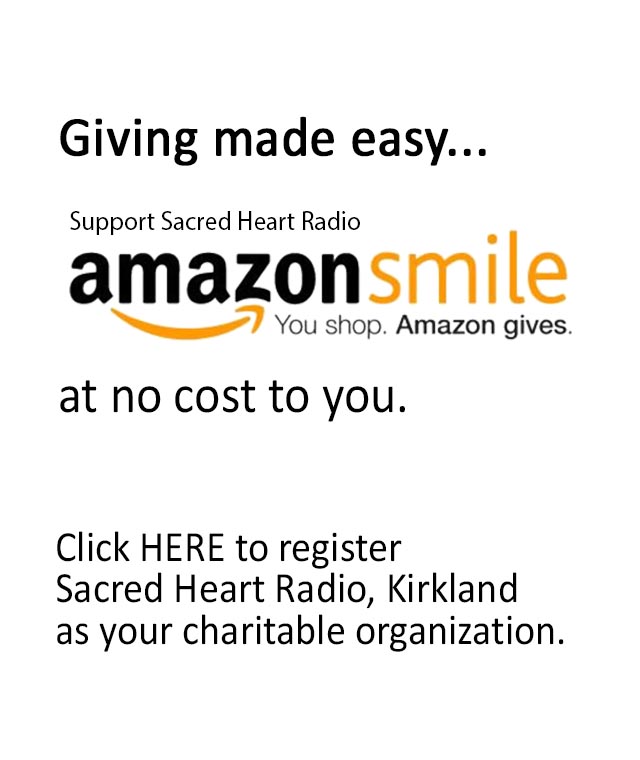 Giving made easy...
Support Sacred Heart Radio
amazonsmile
You shop. Amazon gives.
at no cost to you.
Click HERE to register
Sacred Heart Radio, Kirkland
as your charitable organization.